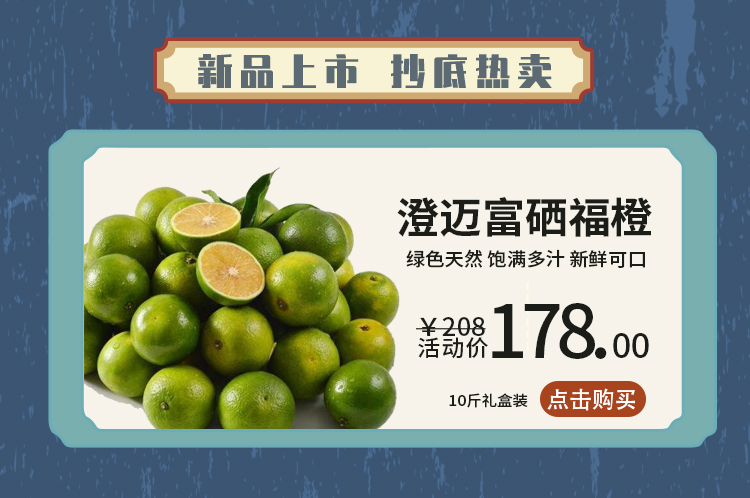 新品上市 抄底热卖
澄迈富硒福橙
绿色天然 饱满多汁 新鲜可口
￥208
活动价178.00
10斤礼盒装
点击购买